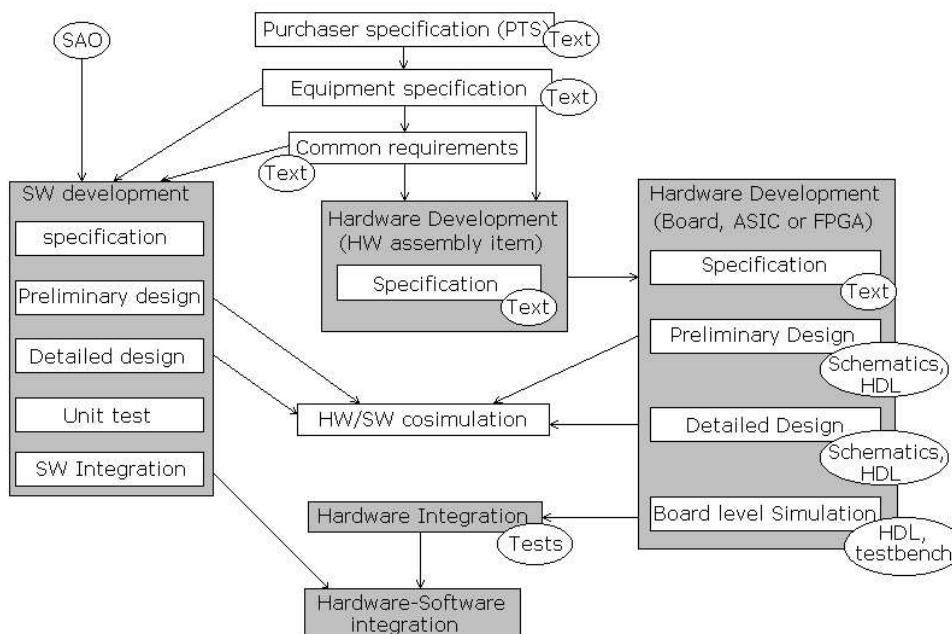 Purchaser specification (PTS)
Text
SAO
Equipment specification
Text
Common requirements
Text
SW development
specification
Preliminary design
Detailed design
Unit test
SW Integration
Hardware Development
(HW assembly item)
Specification
Text
Hardware Development
(Board, ASIC or FPGA)
Specification
Text
Preliminary Design
Schematics,
HDL
Detailed Design
Schematics,
HDL
Board level Simulation
HDL,
testbench
HW/SW cosimulation
Hardware Integration
Tests
Hardware-Software
integration